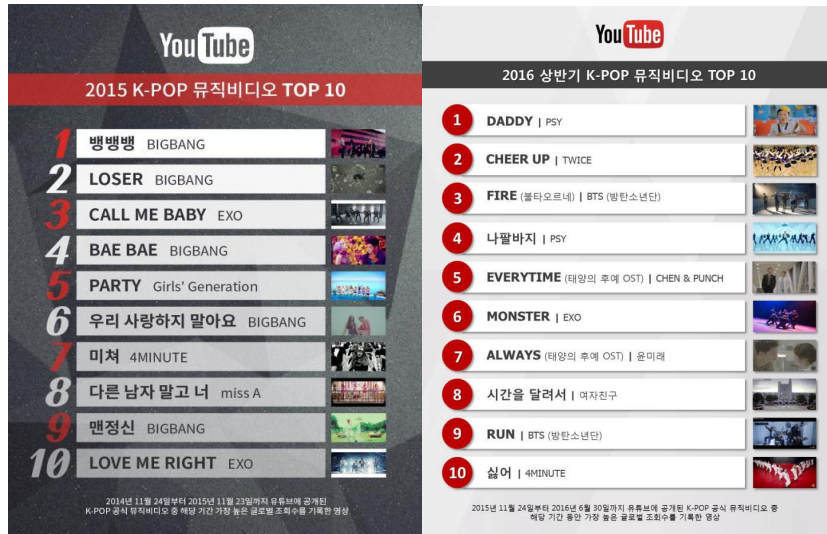 YouTube
2015 K-POP 뮤직비디오 TOP 10
1 뱅뱅뱅 BIGBANG
2 LOSER BIGBANG
3 CALL ME BABY EXO
4 BAE BAE BIGBANG
5 PARTY Girls' Generation
6 우리 사랑하지 말아요 BIGBANG
7 미쳐 4MINUTE
8 다른 남자 말고 너 miss A
9 맨정신 BIGBANG
10 LOVE ME RIGHT EXO
2014년 11월 24일부터 2015년 11월 23일까지 유튜브에 공개된
K-POP 공식 뮤직비디오 중 해당 기간 가장 높은 글로벌 조회수를 기록한 영상
YouTube
2016 상반기 K-POP 뮤직비디오 TOP 10
1 DADDY | PSY
2 CHEER UP | TWICE
3 FIRE (불타오르네) | BTS (방탄소년단)
4 나팔바지 | PSY
5 EVERYTIME (태양의 후예 OST) | CHEN & PUNCH
6 MONSTER | EXO
7 ALWAYS (태양의 후예 OST) | 윤미래
8 시간을 달려서 | 여자친구
9 RUN | BTS (방탄소년단)
10 싫어 | 4MINUTE
2015년 11월 24일부터 2016년 6월 30일까지 유튜브에 공개된 K-POP 공식 뮤직비디오 중
해당 기간 동안 가장 높은 글로벌 조회수를 기록한 영상